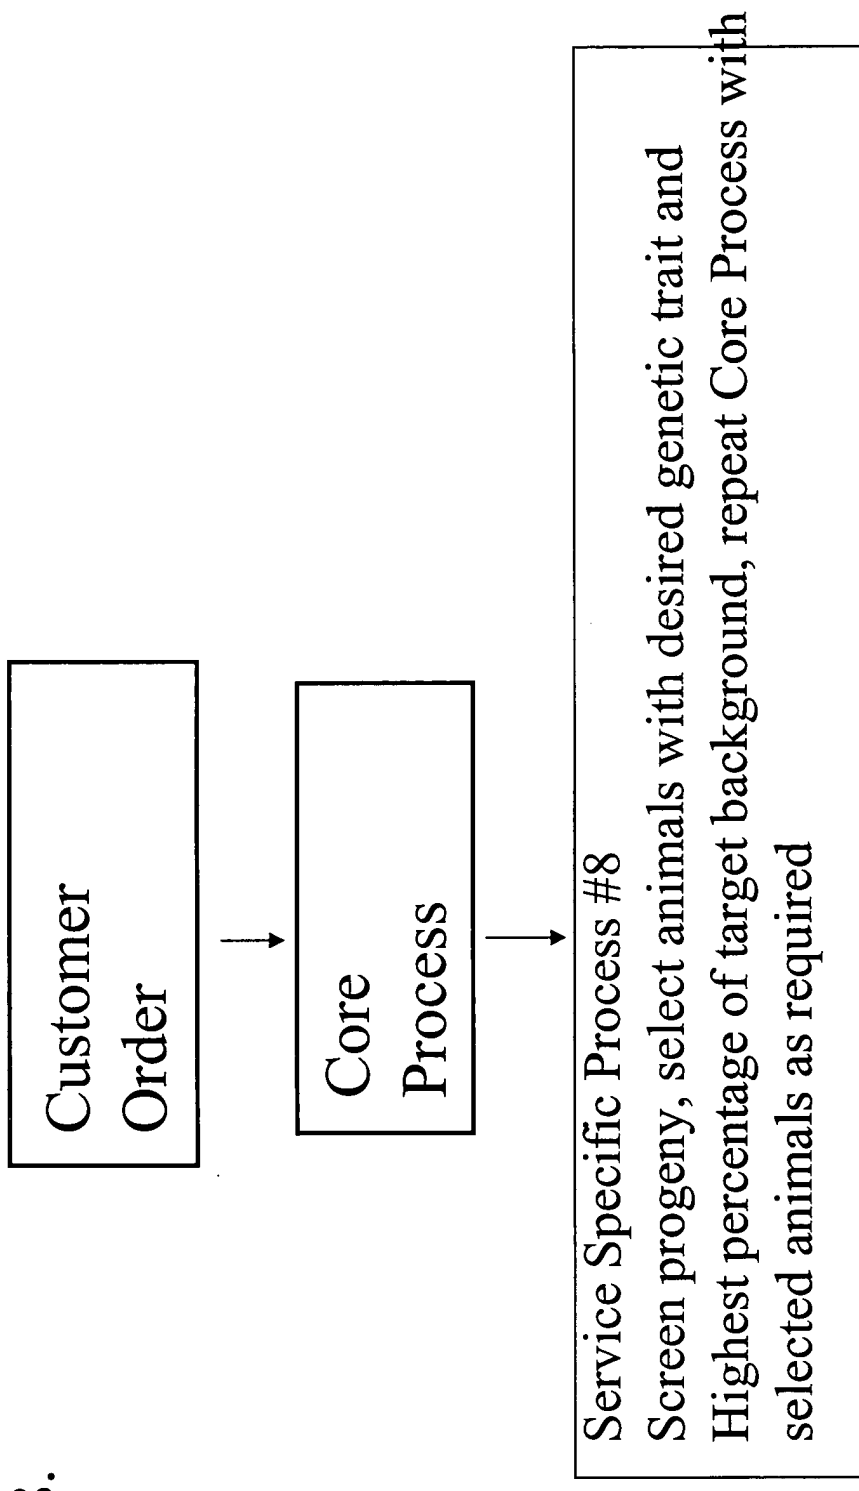 Customer
Order
Core
Process
Service Specific Process #8
Screen progeny, select animals with desired genetic trait and
Highest percentage of target background, repeat Core Process with
selected animals as required